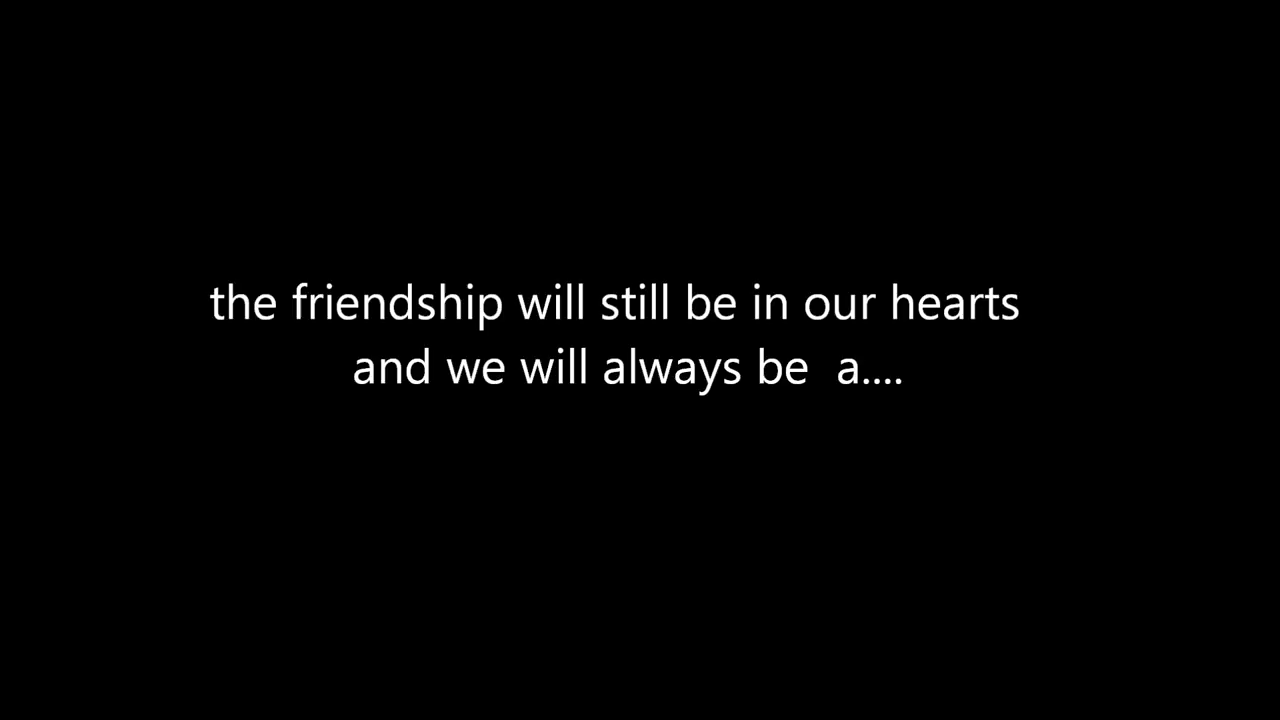 the friendship will still be in our hearts
and we will always be  a....